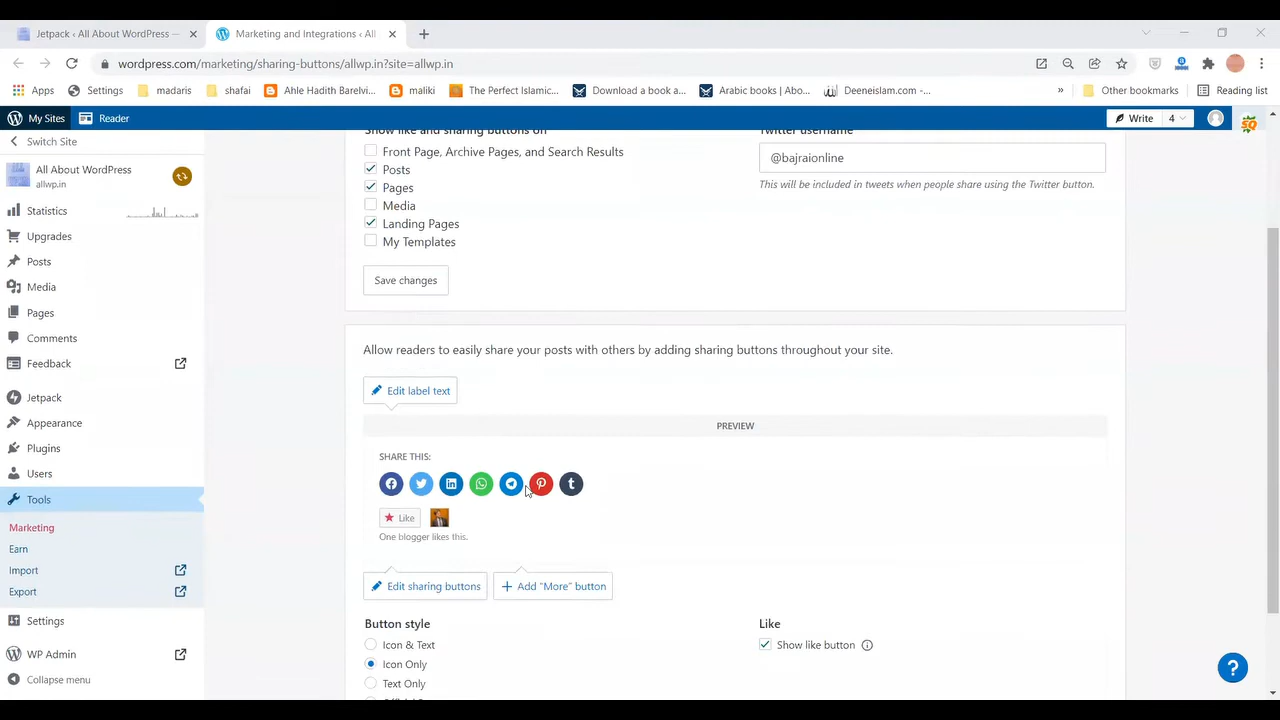 Jetpack ‹ All About WordPress —
Marketing and Integrations ‹ All
wordpress.com/marketing/sharing-buttons/allwp.in?site=allwp.in
Apps
Settings
madaris
shafai
Ahle Hadith Barelvi...
maliki
The Perfect Islamic...
Download a book a...
Arabic books | Abo...
Deeneislam.com -...
»
Other bookmarks
Reading list
My Sites
Reader
Write
4
Switch Site
All About WordPress
allwp.in
Statistics
Upgrades
Posts
Media
Pages
Comments
Feedback
Jetpack
Appearance
Plugins
Users
Tools
Marketing
Earn
Import
Export
Settings
WP Admin
Collapse menu
Show like and sharing buttons on
Front Page, Archive Pages, and Search Results
Posts
Pages
Media
Landing Pages
My Templates
Save changes
Twitter username
@bajraionline
This will be included in tweets when people share using the Twitter button.
Allow readers to easily share your posts with others by adding sharing buttons throughout your site.
Edit label text
PREVIEW
SHARE THIS:
Like
One blogger likes this.
Edit sharing buttons
+ Add "More" button
Button style
Icon & Text
Icon Only
Text Only
Like
Show like button
?